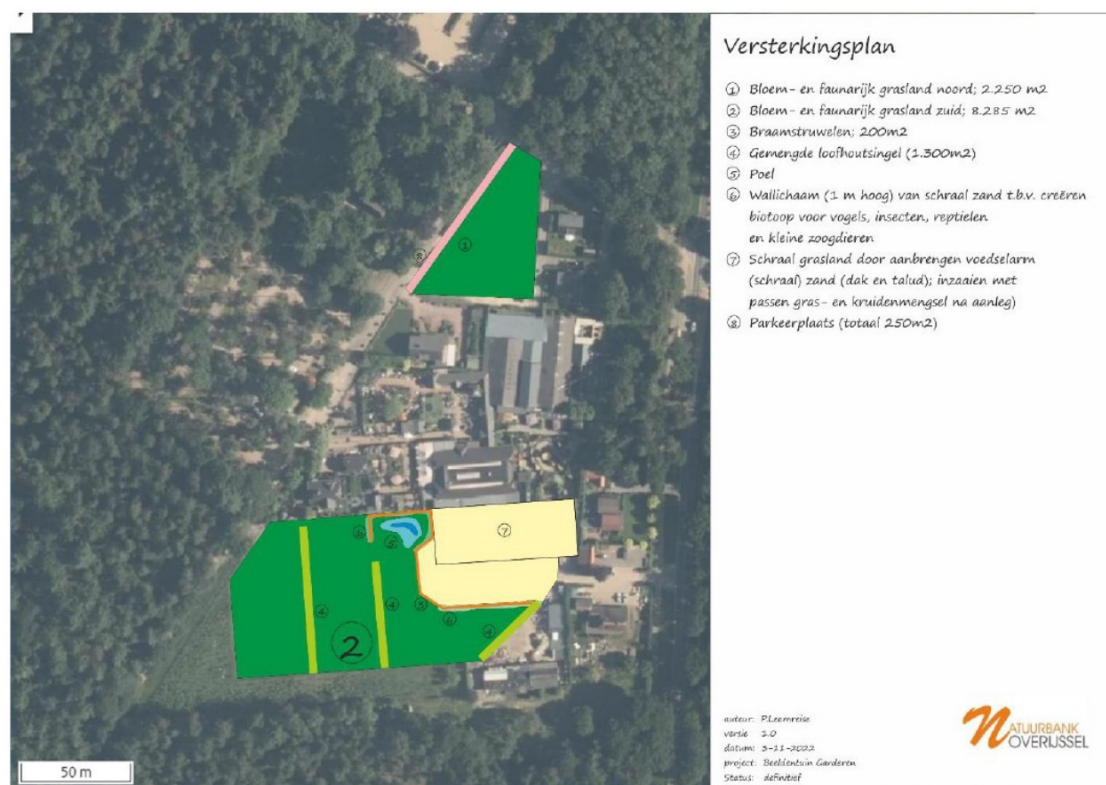 Versterkingsplan
① Bloem- en faunarijk grasland noord; 2.250 m2
② Bloem- en faunarijk grasland zuid; 8.285 m2
③ Braamstruwelen; 200m2
④ Gemengde loofhoutsingel (1.300m2)
⑤ Poel
⑥ Wallichaam (1 m hoog) van schraal zand t.b.v. creëren
biotoop voor vogels, insecten, reptielen
en kleine zoogdieren
⑦ Schraal grasland door aanbrengen voedselarm
(schraal) zand (dak en talud); inzaaien met
passen gras- en kruidenmengsel na aanleg)
⑧ Parkeerplaats (totaal 250m2)
①
⑧
⑦
⑥
⑤
④
④
③
⑥
④
2
50 m
auteur: P.Leemreise
versie 2.0
datum: 3-11-2022
project: Beeldentuin Garderen
Status: definitief
NATUURBANK
OVERIJSSEL